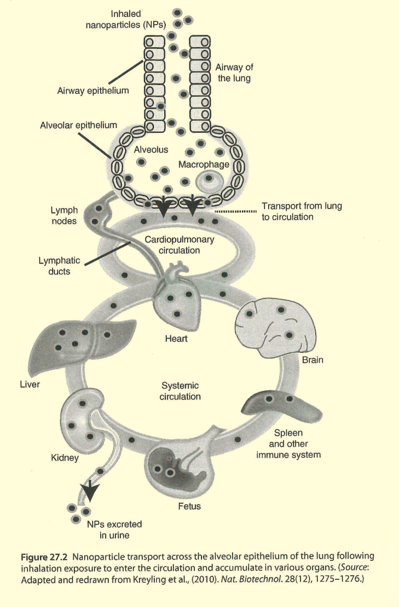 Inhaled
nanoparticles (NPs)
Airway of
the lung
Airway epithelium
Alveolar epithelium
Alveolus
Macrophage
Lymph
nodes
Transport from lung
to circulation
Cardiopulmonary
circulation
Lymphatic
ducts
Heart
Brain
Liver
Systemic
circulation
Spleen
and other
immune system
Kidney
Fetus
NPs excreted
in urine
Figure 27.2 Nanoparticle transport across the alveolar epithelium of the lung following
inhalation exposure to enter the circulation and accumulate in various organs. (Source:
Adapted and redrawn from Kreyling et al., (2010). Nat. Biotechnol. 28(12), 1275–1276.)